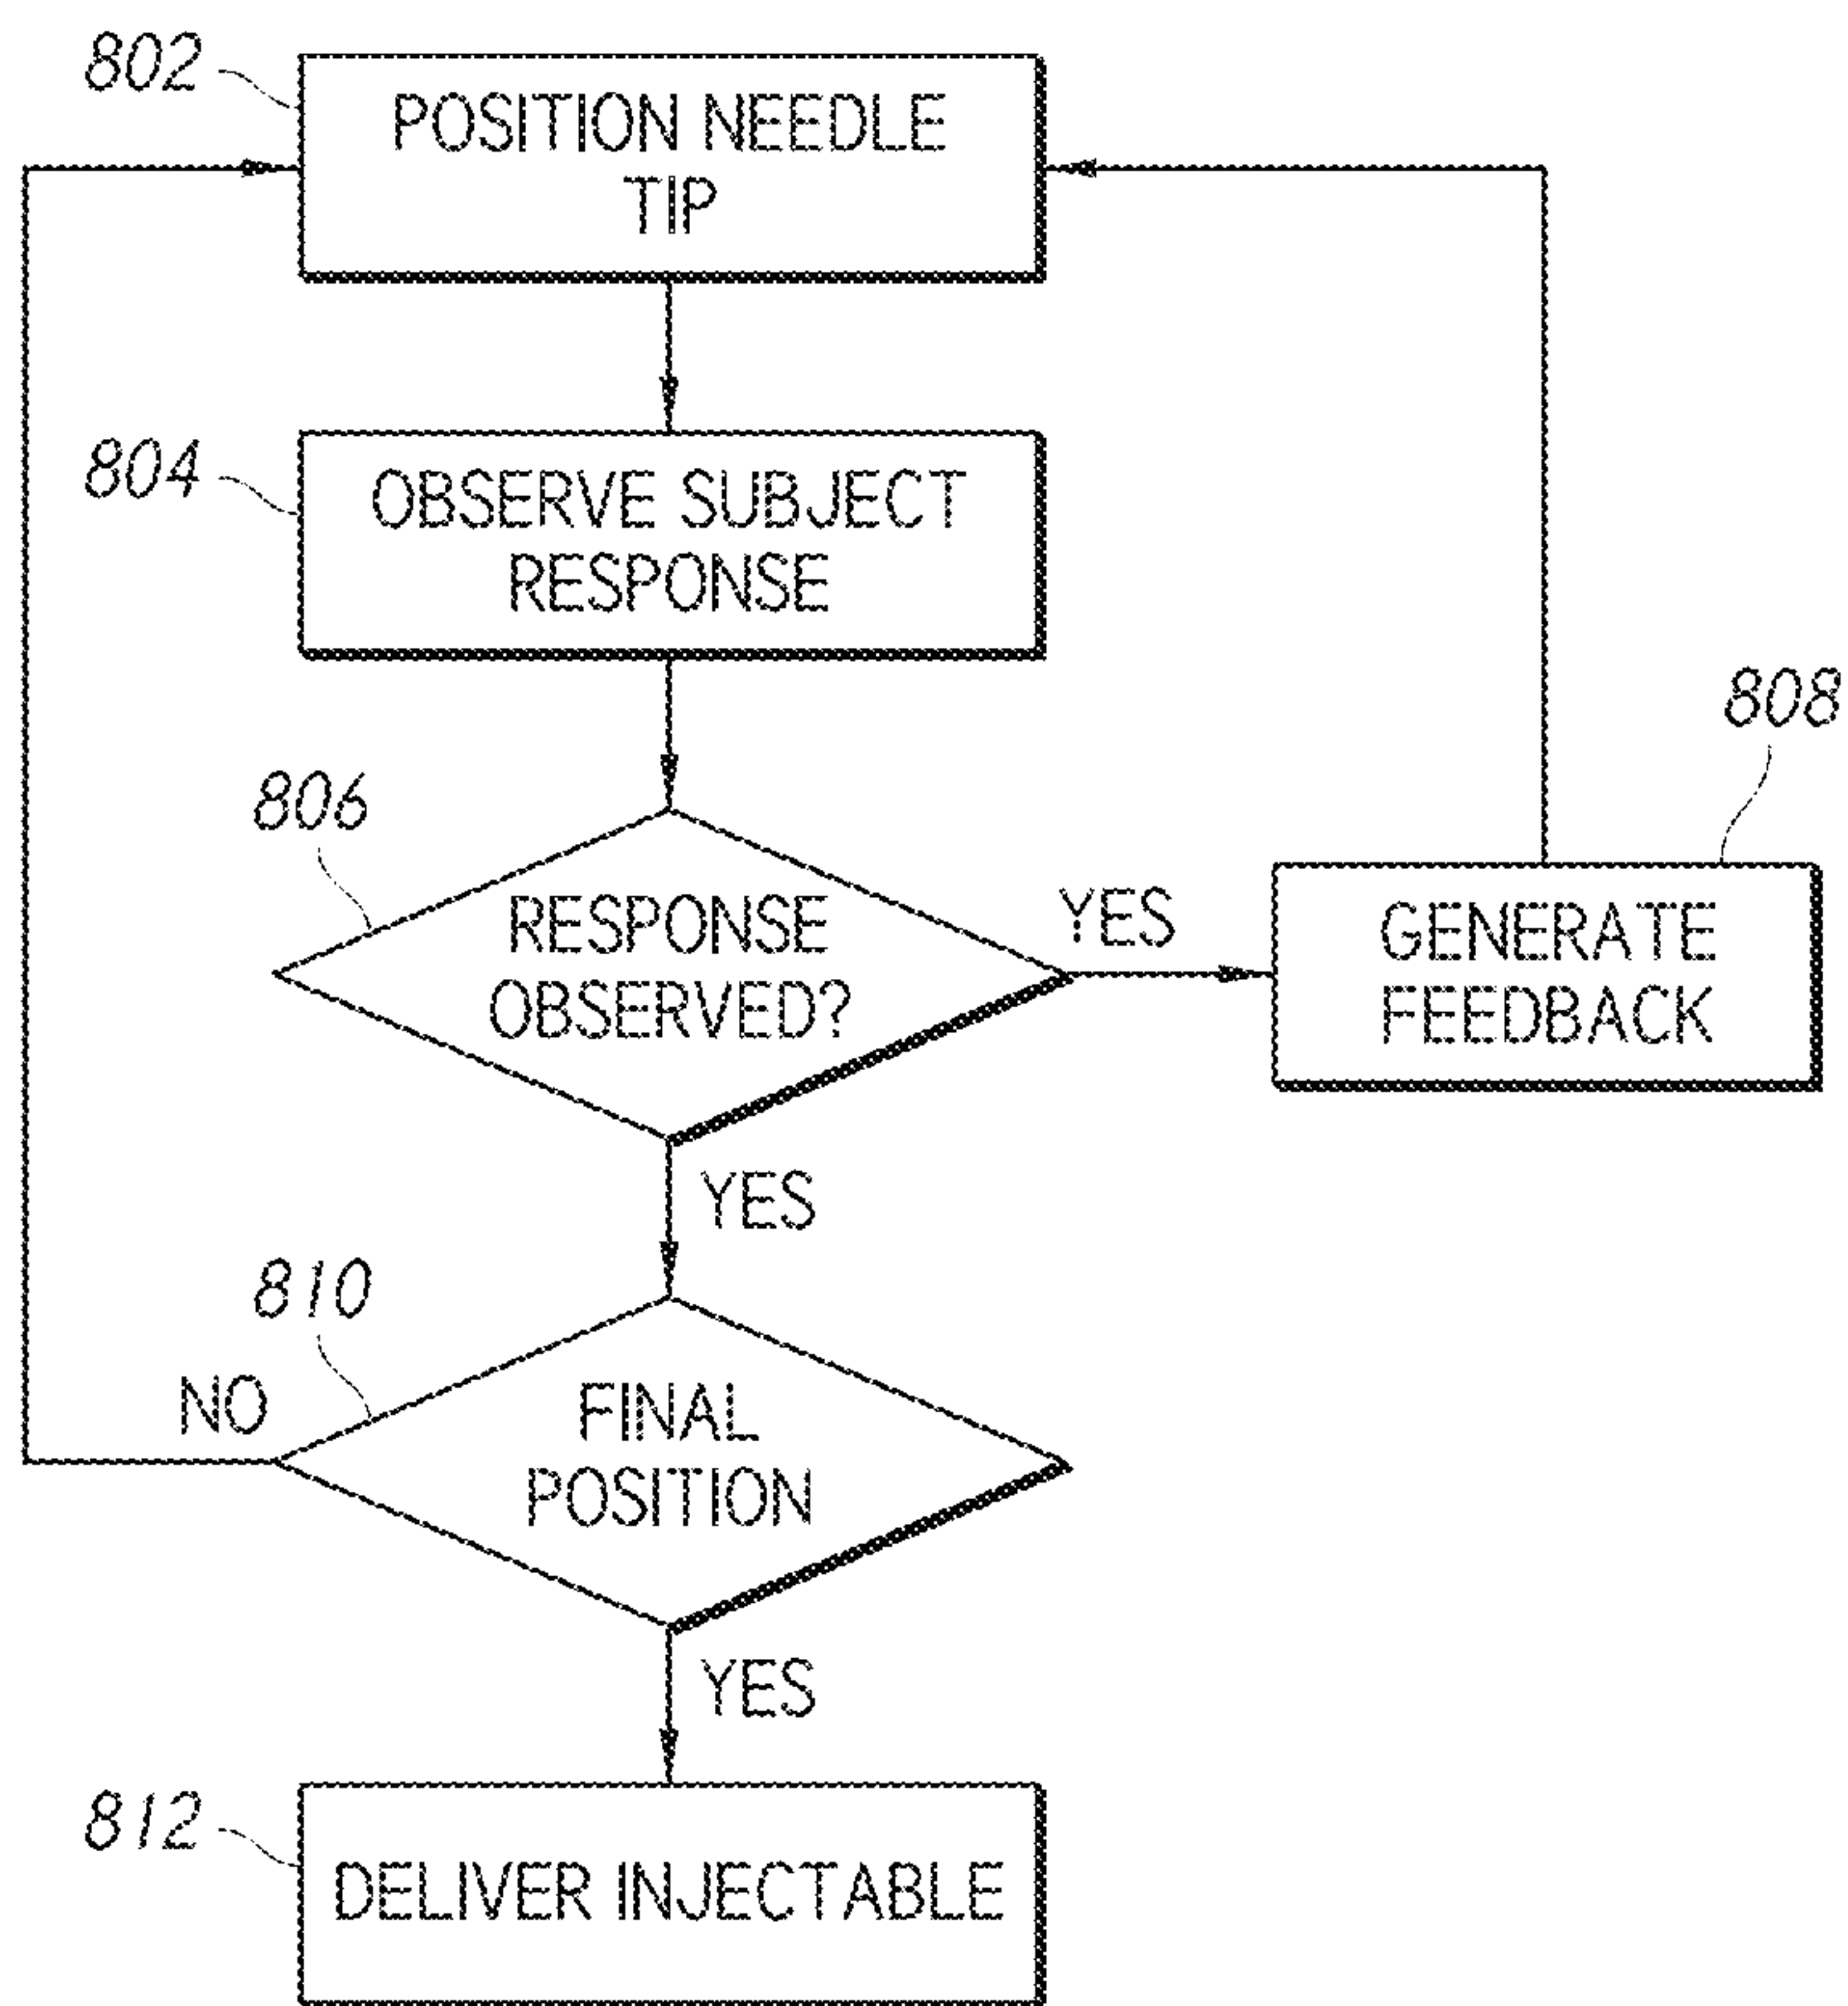 802
POSITION NEEDLE
TIP
804
OBSERVE SUBJECT
RESPONSE
808
806
RESPONSE
OBSERVED?
YES
GENERATE
FEEDBACK
YES
810
NO
FINAL
POSITION
YES
812
DELIVER INJECTABLE